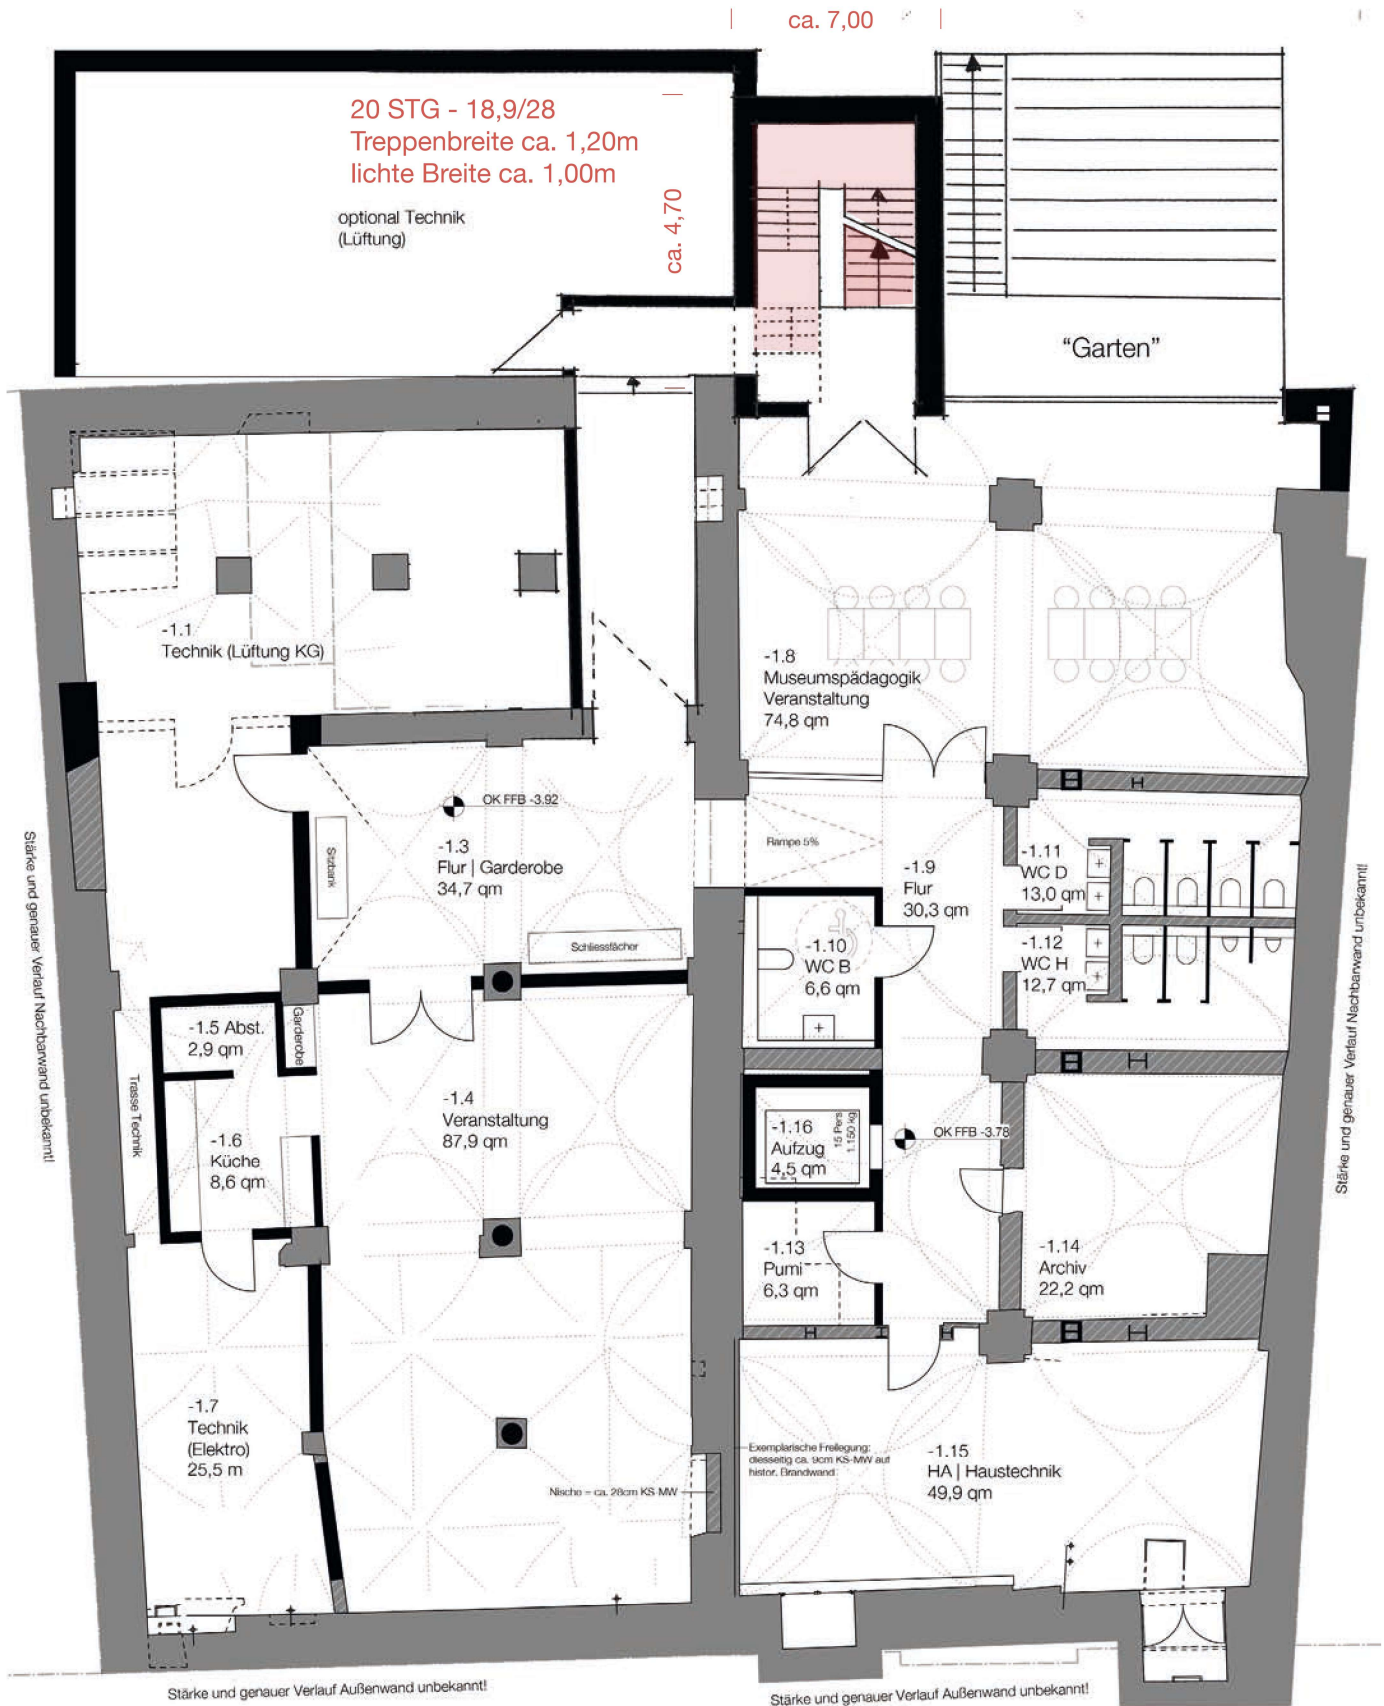 ca. 7,00
20 STG - 18,9/28
Treppenbreite ca. 1,20m
lichte Breite ca. 1,00m
optional Technik
(Lüftung)
ca. 4,70
"Garten"
-1.1
Technik (Lüftung KG)
-1.8
Museumspädagogik
Veranstaltung
74,8 qm
OK FFB -3.92
-1.3
Flur | Garderobe
34,7 qm
Sitzbank
Schliessfächer
Rampe 5%
-1.9
Flur
30,3 qm
-1.11
WC D
13,0 qm
-1.12
WC H
12,7 qm
-1.10
WC B
6,6 qm
-1.5 Abst.
2,9 qm
Garderobe
Trasse Technik
-1.6
Küche
8,6 qm
-1.4
Veranstaltung
87,9 qm
-1.16
Aufzug
4,5 qm
15 Pers
1.150 kg
OK FFB -3.78
-1.13
Pumi
6,3 qm
-1.14
Archiv
22,2 qm
-1.7
Technik
(Elektro)
25,5 m
Exemplarische Freilegung:
diesseitig ca. 9cm KS-MW auf
histor. Brandwand
Nische = ca. 28cm KS-MW
-1.15
HA | Haustechnik
49,9 qm
Stärke und genauer Verlauf Nachbarwand unbekannt!
Stärke und genauer Verlauf Nachbarwand unbekannt!
Stärke und genauer Verlauf Außenwand unbekannt!
Stärke und genauer Verlauf Außenwand unbekannt!